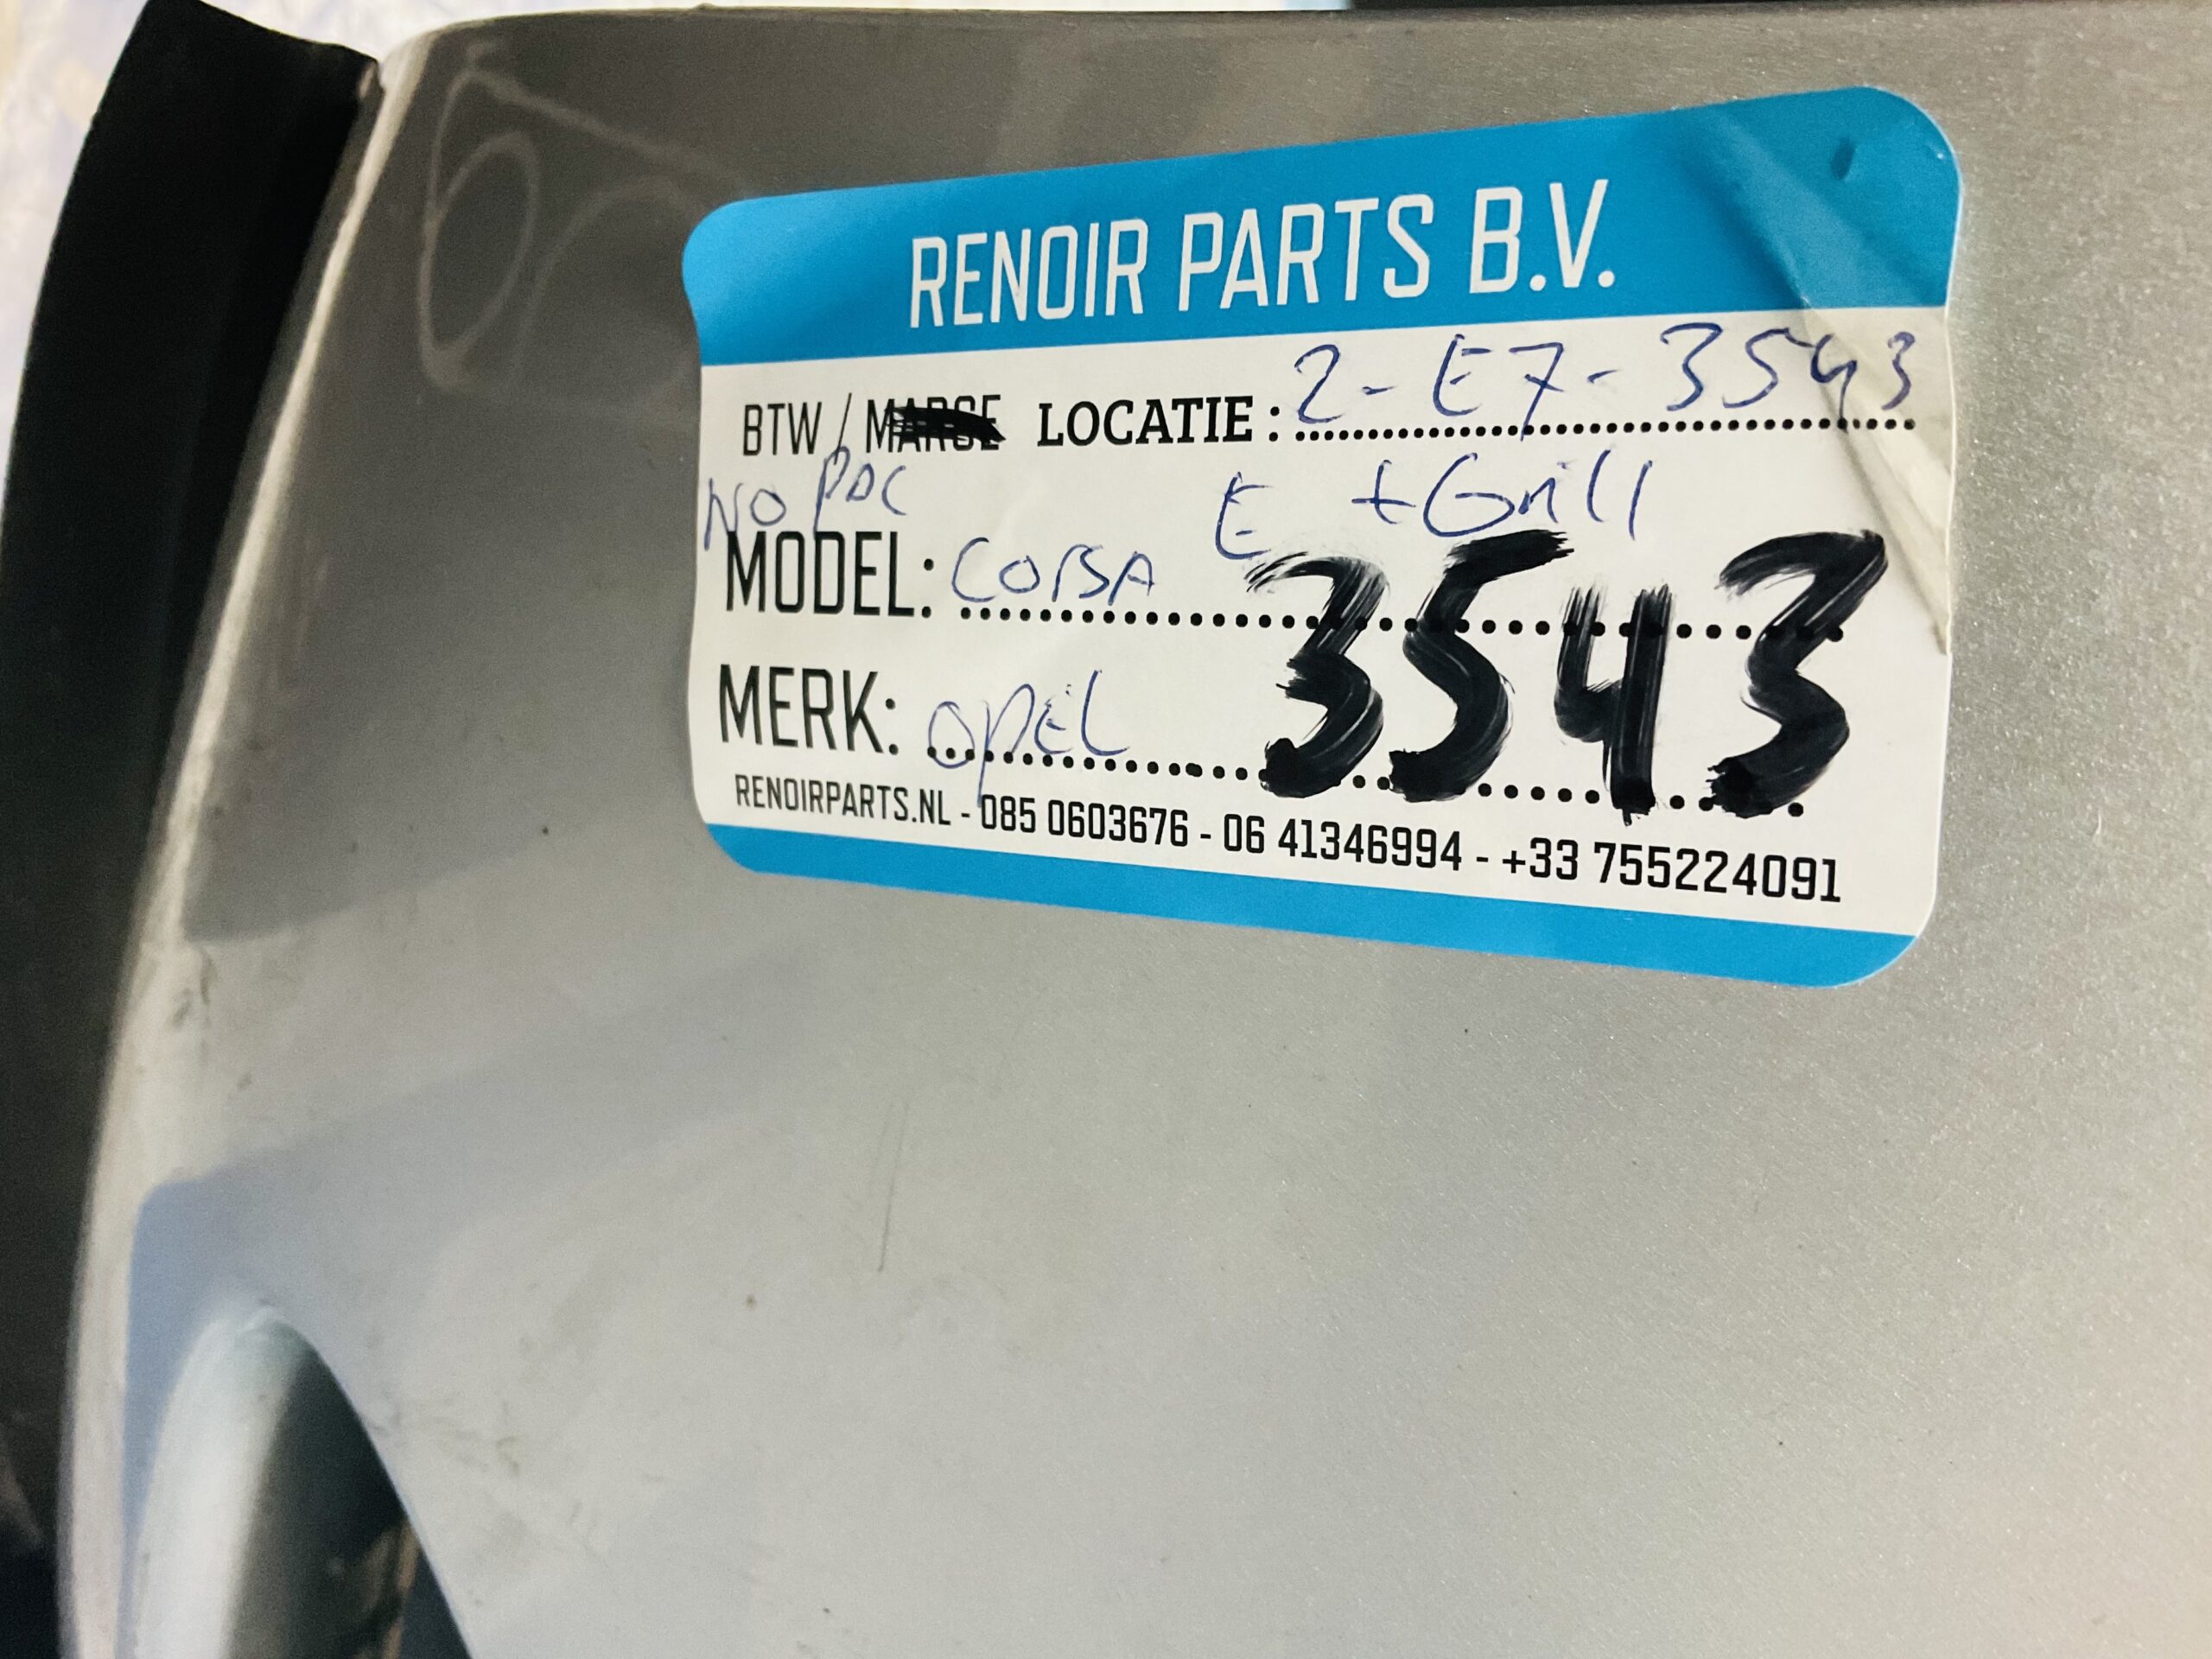 RENOIR PARTS B.V.
BTW / MARGE LOCATIE: 2-E7-3543
NO PDC E + Grill
MODEL: CORSA
3543
MERK: OPEL
RENOIRPARTS.NL - 085 0603676 - 06 41346994 - +33 755224091